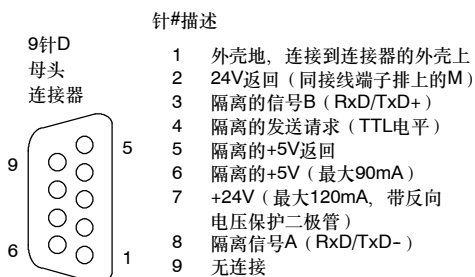 针#描述
9针D
母头
连接器
1 外壳地，连接到连接器的外壳上
2 24V返回（同接线端子排上的M）
3 隔离的信号B（RxD/TxD+）
4 隔离的发送请求（TTL电平）
5 隔离的+5V返回
6 隔离的+5V（最大90mA）
7 +24V（最大120mA，带反向
电压保护二极管）
8 隔离信号A（RxD/TxD-）
9 无连接
5
9
6
1